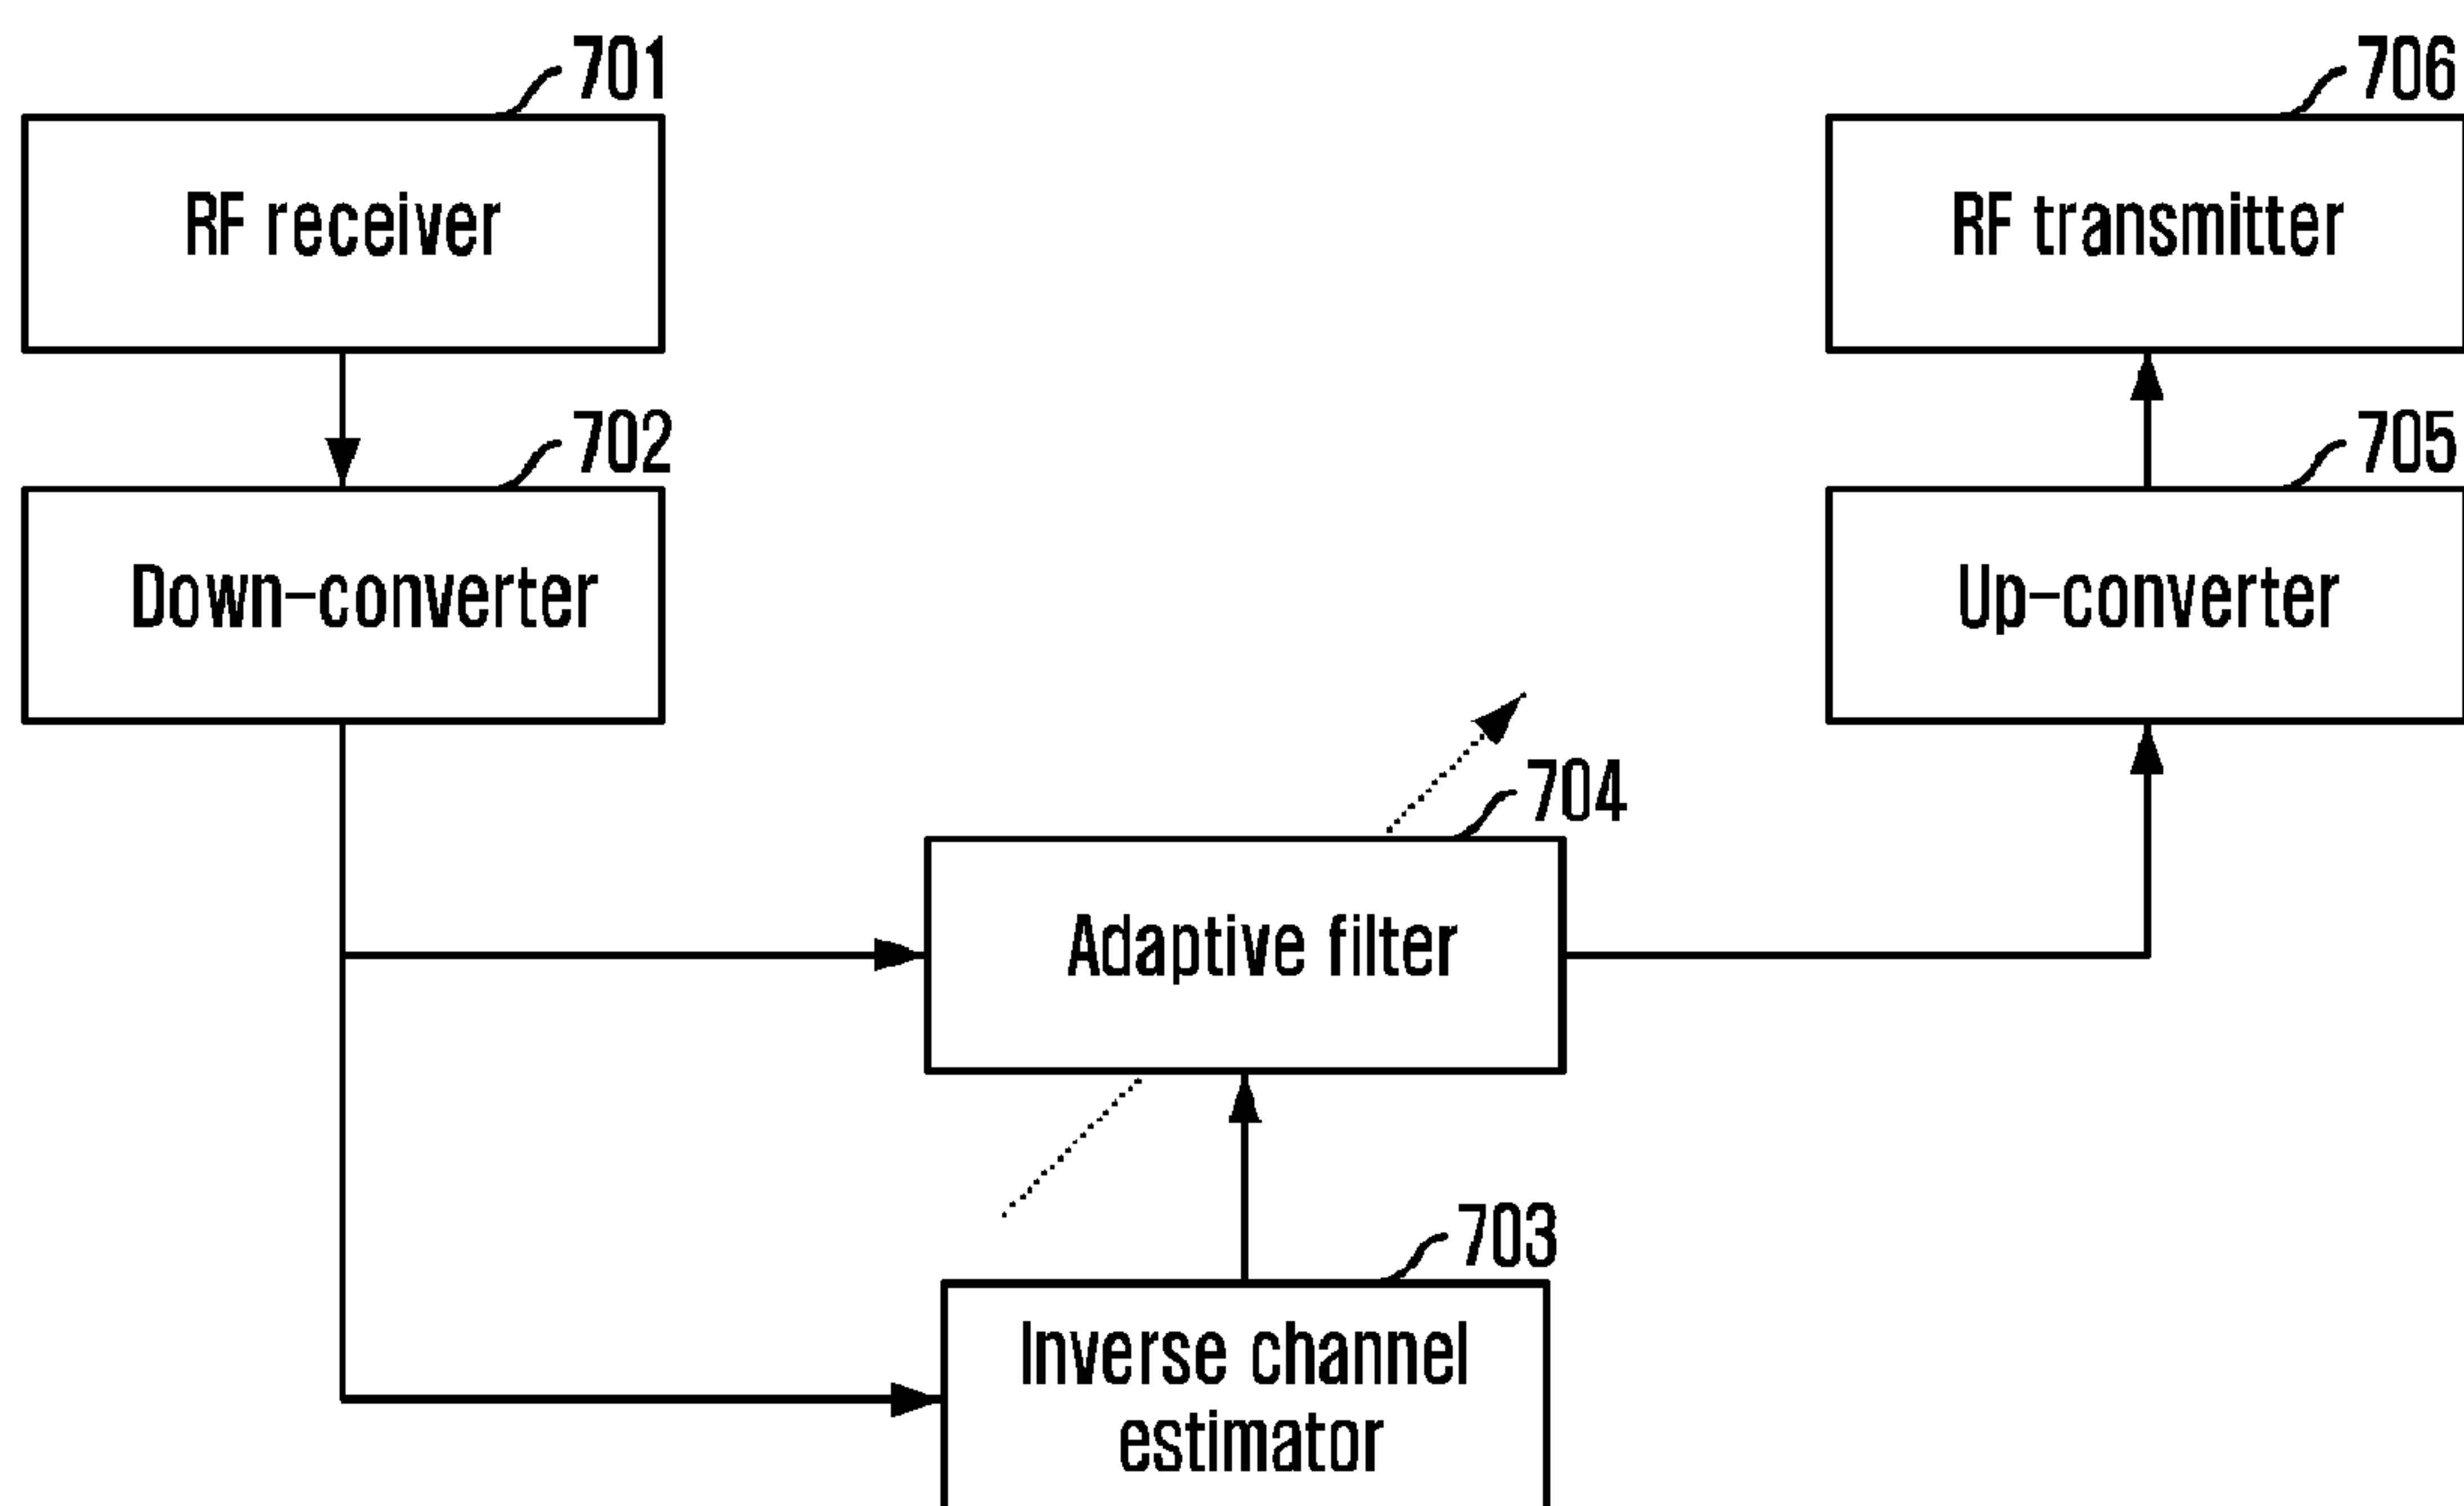 701
RF receiver
706
RF transmitter
702
Down-converter
705
Up-converter
704
Adaptive filter
703
Inverse channel
estimator